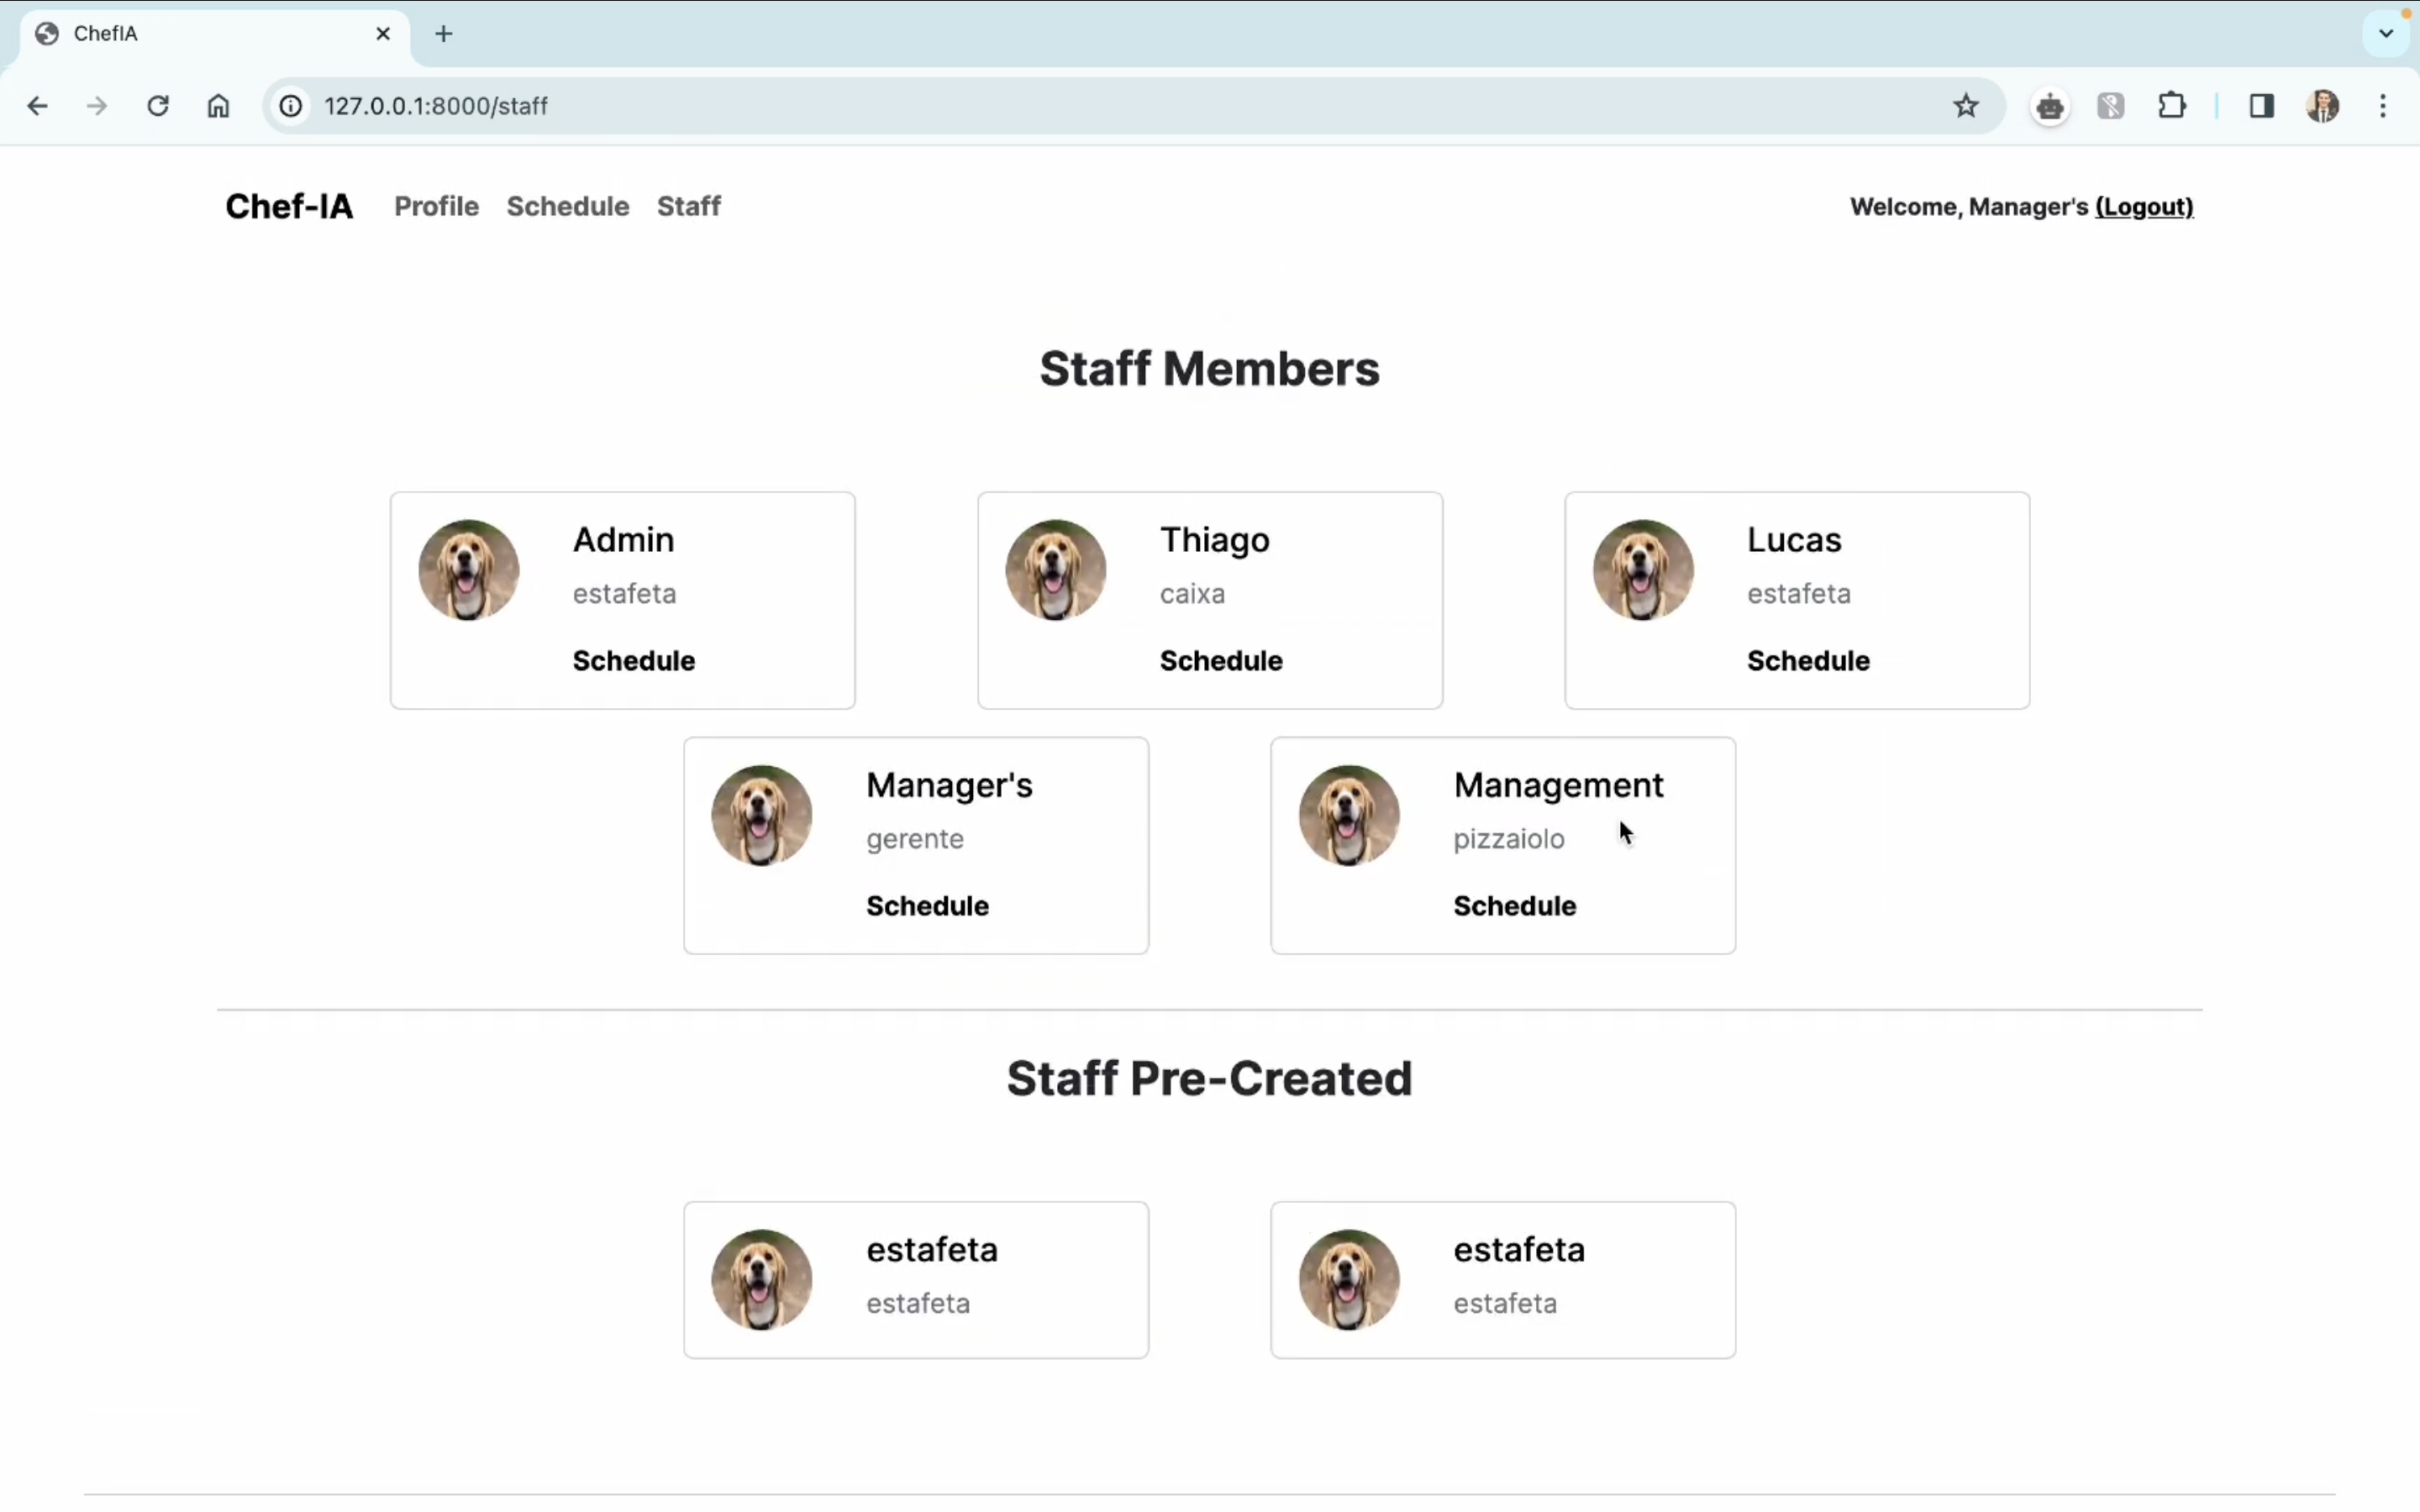 ChefIA
127.0.0.1:8000/staff
Chef-IA Profile Schedule Staff Welcome, Manager's (Logout)
Staff Members
Admin
estafeta
Schedule
Thiago
caixa
Schedule
Lucas
estafeta
Schedule
Manager's
gerente
Schedule
Management
pizzaiolo
Schedule
Staff Pre-Created
estafeta
estafeta
estafeta
estafeta